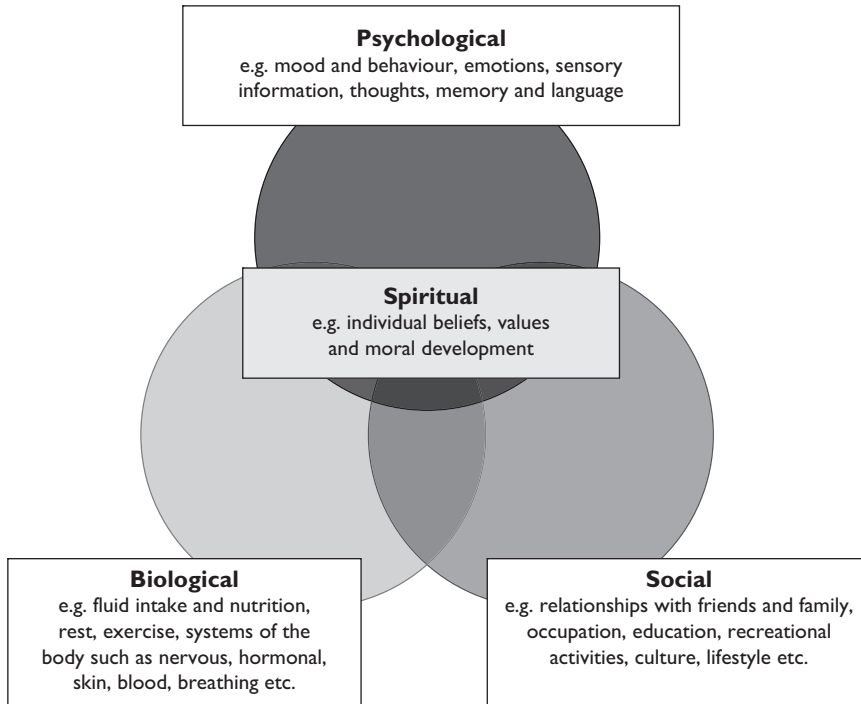 Psychological
e.g. mood and behaviour, emotions, sensory
information, thoughts, memory and language
Spiritual
e.g. individual beliefs, values
and moral development
Biological
e.g. fluid intake and nutrition,
rest, exercise, systems of the
body such as nervous, hormonal,
skin, blood, breathing etc.
Social
e.g. relationships with friends and family,
occupation, education, recreational
activities, culture, lifestyle etc.